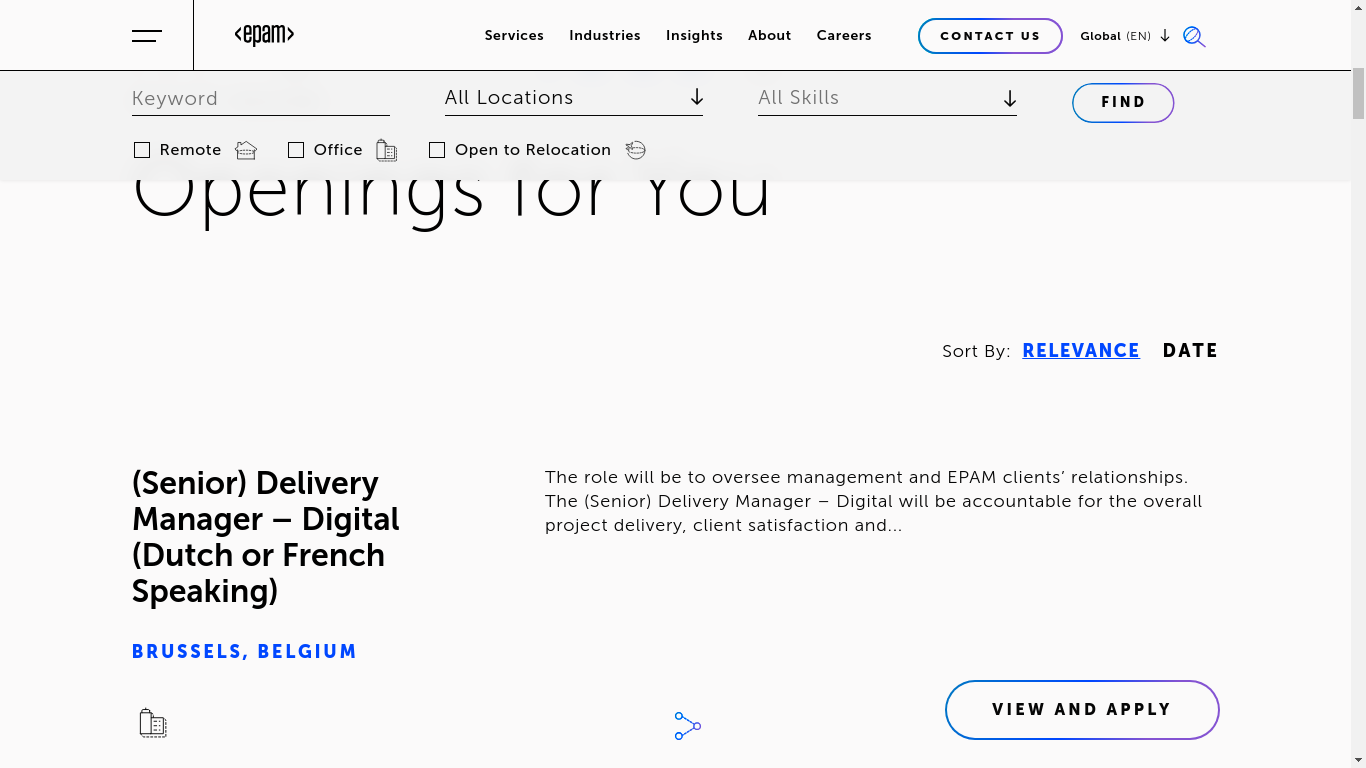 <epam>
Services Industries Insights About Careers CONTACT US Global (EN)
Keyword All Locations All Skills FIND
Remote Office Open to Relocation
Openings for You
Sort By: RELEVANCE DATE
(Senior) Delivery
Manager – Digital
(Dutch or French
Speaking)
The role will be to oversee management and EPAM clients’ relationships.
The (Senior) Delivery Manager – Digital will be accountable for the overall
project delivery, client satisfaction and...
BRUSSELS, BELGIUM
VIEW AND APPLY